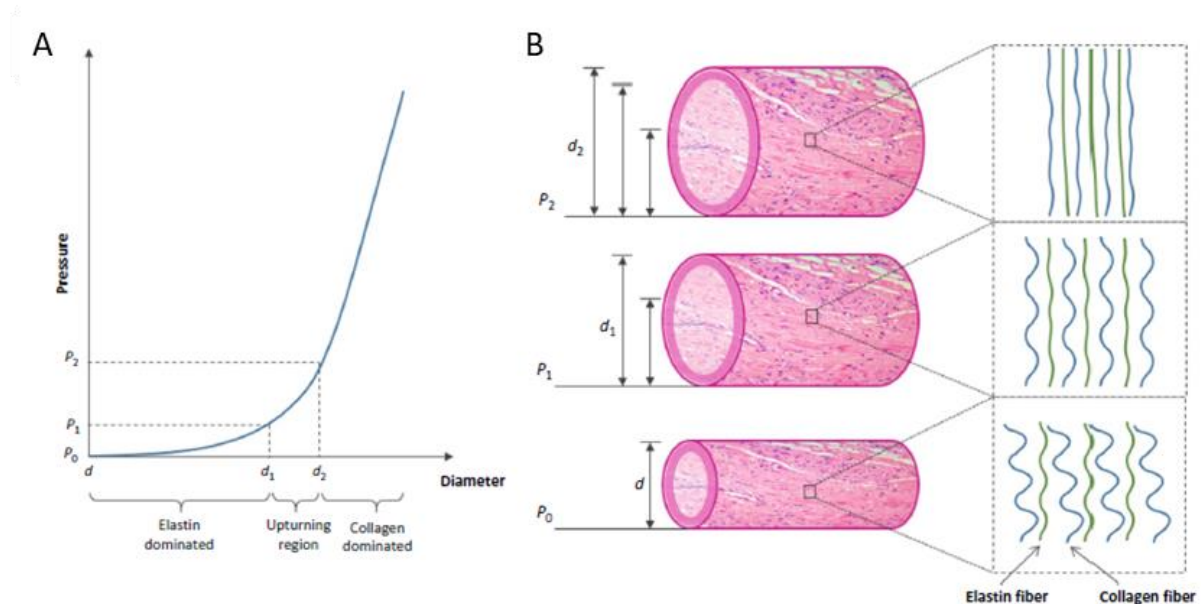 A
Pressure
P2
P1
P0
d
d1
d2
Diameter
Elastin
dominated
Upturning
region
Collagen
dominated
B
d2
P2
d1
P1
d
P0
Elastin fiber
Collagen fiber